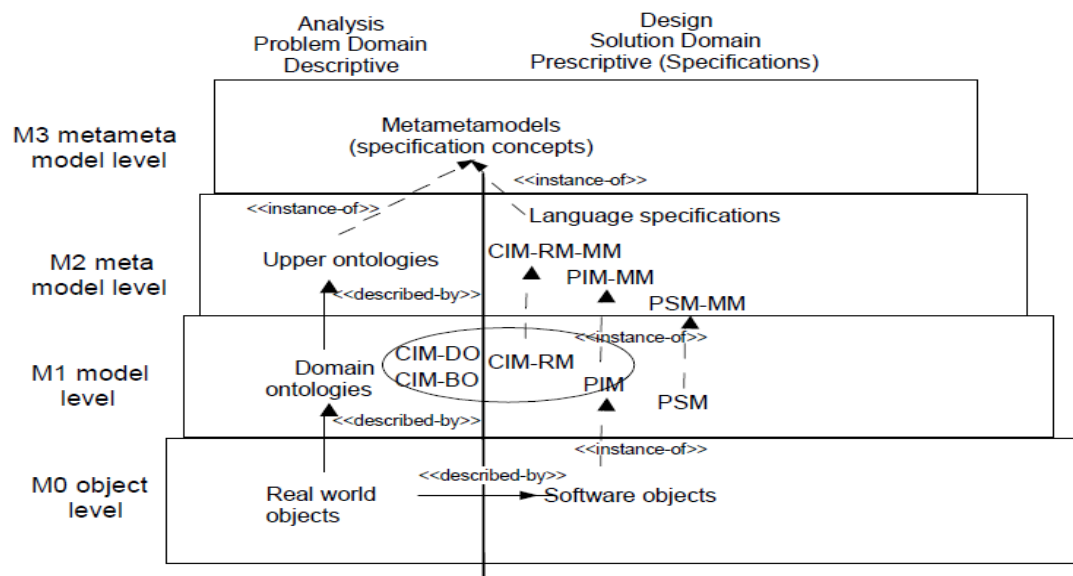 Analysis
Problem Domain
Descriptive
Design
Solution Domain
Prescriptive (Specifications)
M3 metameta
model level
Metametamodels
(specification concepts)
<<instance-of>>
<<instance-of>>
Language specifications
M2 meta
model level
Upper ontologies
CIM-RM-MM
PIM-MM
PSM-MM
<<described-by>>
M1 model
level
Domain
ontologies
CIM-DO
CIM-BO
CIM-RM
<<instance-of>>
PIM
PSM
<<described-by>>
M0 object
level
<<instance-of>>
<<described-by>>
Real world
objects
Software objects